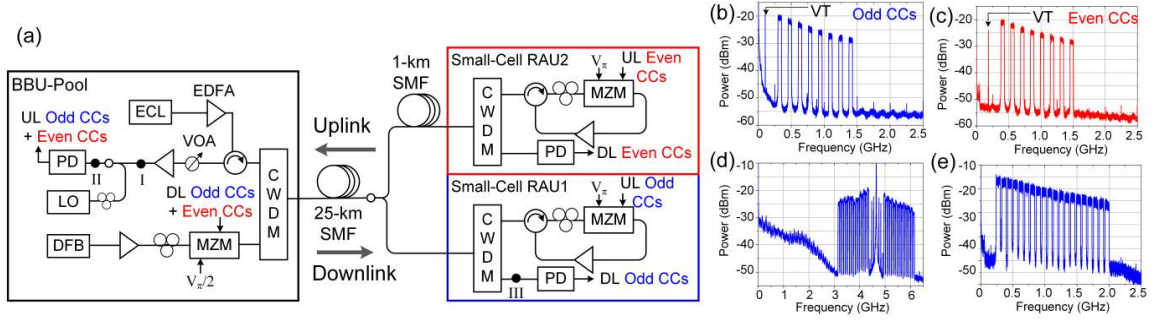 (a)
BBU-Pool
ECL
EDFA
UL Odd CCs
+ Even CCs
VOA
PD
II
I
LO
DL Odd CCs
+ Even CCs
DFB
MZM
Vπ/2
CWDM
Uplink
25-km
SMF
Downlink
1-km
SMF
Small-Cell RAU2
Vπ
UL Even
CCs
MZM
CWDM
PD
DL Even CCs
Small-Cell RAU1
Vπ
UL Odd
CCs
MZM
CWDM
III
PD
DL Odd CCs
(b)
VT
Odd CCs
Power (dBm)
-20
-30
-40
-50
-60
0 0.5 1.0 1.5 2.0 2.5
Frequency (GHz)
(c)
VT
Even CCs
Power (dBm)
-20
-30
-40
-50
-60
0 0.5 1.0 1.5 2.0 2.5
Frequency (GHz)
(d)
Power (dBm)
-10
-20
-30
-40
-50
0 1 2 3 4 5 6
Frequency (GHz)
(e)
Power (dBm)
-10
-20
-30
-40
-50
0 0.5 1.0 1.5 2.0 2.5
Frequency (GHz)